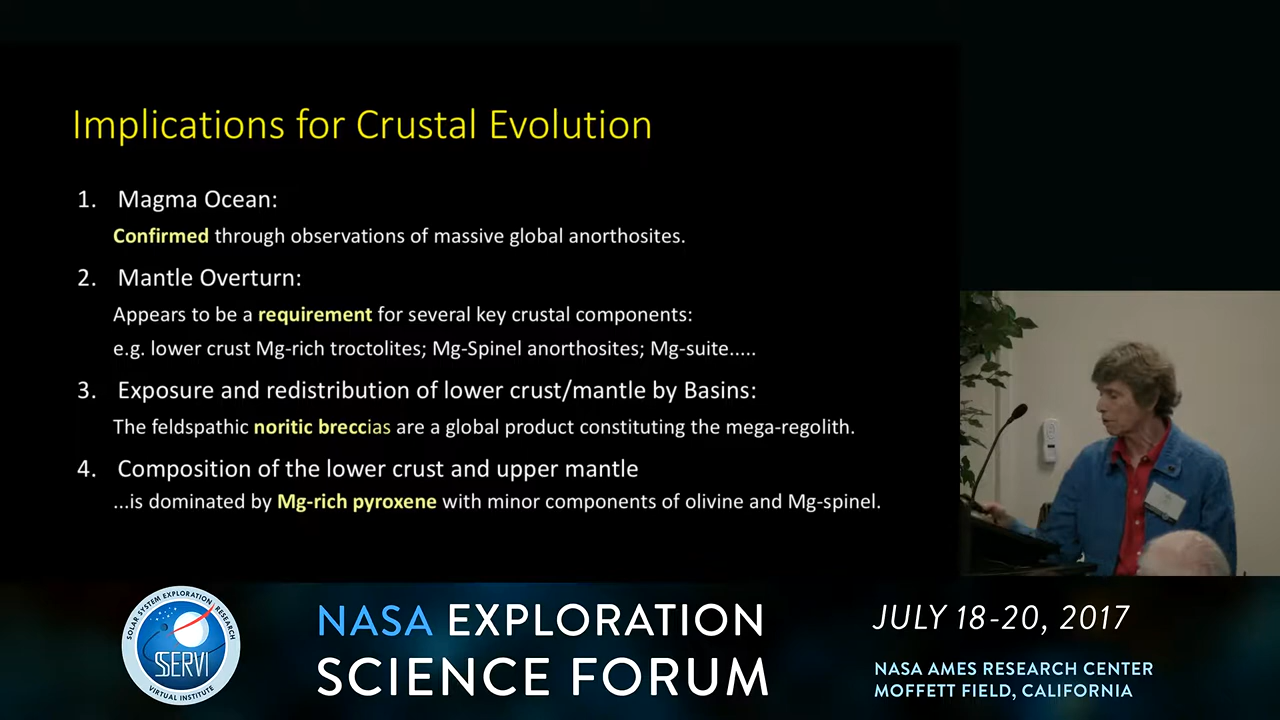 Implications for Crustal Evolution
1. Magma Ocean:
Confirmed through observations of massive global anorthosites.
2. Mantle Overturn:
Appears to be a requirement for several key crustal components:
e.g. lower crust Mg-rich troctolites; Mg-Spinel anorthosites; Mg-suite.....
3. Exposure and redistribution of lower crust/mantle by Basins:
The feldspathic noritic breccias are a global product constituting the mega-regolith.
4. Composition of the lower crust and upper mantle
...is dominated by Mg-rich pyroxene with minor components of olivine and Mg-spinel.
SOLAR SYSTEM EXPLORATION RESEARCH
SSERVI
VIRTUAL INSTITUTE
NASA EXPLORATION
SCIENCE FORUM
JULY 18-20, 2017
NASA AMES RESEARCH CENTER
MOFFETT FIELD, CALIFORNIA